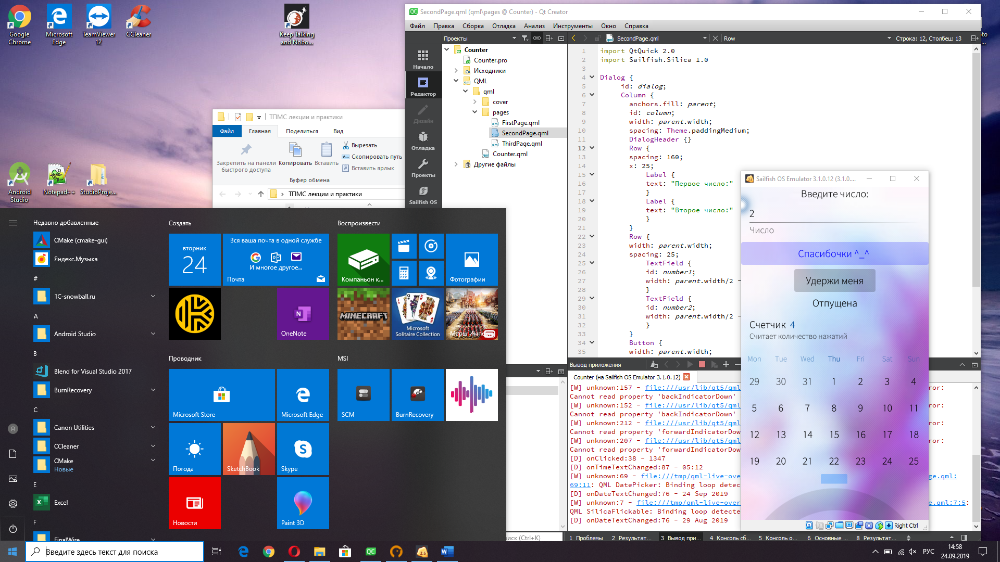 Google Chrome
Microsoft Edge
TeamViewer 12
CCleaner
Keep Talking and Nobo...
Android Studio
Notepad++
StudioProje...
ТПМС лекции и практики
Файл Главная Поделиться Вид
Закрепить на панели быстрого доступа
Копировать
Вставить
Вырезать
Скопировать путь
Вставить ярлык
Буфер обмена
ТПМС лекции и практики
SecondPage.qml (qml\pages @ Counter) - Qt Creator
Файл Правка Сборка Отладка Анализ Инструменты Окно Справка
Проекты
SecondPage.qml
Row
Строка: 12, Столбец: 13
Начало
Редактор
Дизайн
Отладка
Проекты
Sailfish OS
Counter
Counter.pro
Исходники
QML
qml
cover
pages
FirstPage.qml
SecondPage.qml
ThirdPage.qml
Counter.qml
Другие файлы
1 import QtQuick 2.0
2 import Sailfish.Silica 1.0
3
4 Dialog {
5 id: dialog;
6 Column {
7 anchors.fill: parent;
8 id: column;
9 width: parent.width;
10 spacing: Theme.paddingMedium;
11 DialogHeader {}
12 Row {
13 spacing: 160;
14 x: 25;
15 Label {
16 text: "Первое число:"
17 }
18 Label {
19 text: "Второе число:"
20 }
21 }
22 Row {
23 width: parent.width;
24 spacing: 25;
25 TextField {
26 id: number1;
27 width: parent.width/2 -
28 }
29 TextField {
30 id: number2;
31 width: parent.width/2 -
32 }
33 }
34 Button {
35 width: parent.width;
Вывод приложения
Counter (на Sailfish OS Emulator 3.1.0.12)
[W] unknown:157 - file:///usr/lib/qt5/qml ror:
Cannot read property 'backIndicatorDown'
[W] unknown:152 - file:///usr/lib/qt5/qml ror:
Cannot read property 'backIndicatorDown'
[W] unknown:212 - file:///usr/lib/qt5/qml ror:
Cannot read property 'forwardIndicatorDow
[W] unknown:207 - file:///usr/lib/qt5/qml ror:
Cannot read property 'forwardIndicatorDow
[D] onClicked:38 - 1347
[D] onTimeTextChanged:87 - 05:12
[W] unknown:69 - file:///tmp/qml-live-over ge.qml:
69:11: QML DatePicker: Binding loop detec
[D] onDateTextChanged:76 - 24 Sep 2019
[W] unknown:7 - file:///tmp/qml-live-over e.qml:7:5:
QML SilicaFlickable: Binding loop detecte
[D] onDateTextChanged:76 - 29 Aug 2019
оиск (Ctrl+K)
1 Проблемы 2 Результат... 3 Вывод при... 4 Консоль сб... 5 Консоль о... 6 Основные ... 8 Результат...
Sailfish OS Emulator 3.1.0.12 (3.1.0....
Введите число:
2
Число
Спасибочки ^_^
Удержи меня
Отпущена
Счетчик 4
Считает количество нажатий
Mon Tue Wed Thu Fri Sat Sun
29 30 31 1 2 3 4
5 6 7 8 9 10 11
12 13 14 15 16 17 18
19 20 21 22 23 24 25
Right Ctrl
Недавно добавленные
CMake (cmake-gui)
Яндекс.Музыка
#
1C-snowball.ru
A
Android Studio
B
Blend for Visual Studio 2017
BurnRecovery
C
Canon Utilities
CCleaner
CMake
Новые
E
Excel
F
FinalWire
Создать
вторник
24
Вся ваша почта в одной службе
И многое другое...
Почта
OneNote
Воспроизвести
Компаньон к...
Фотографии
MINECRAFT
Microsoft Solitaire Collection
Марш Импе
Проводник
Microsoft Store
Microsoft Edge
Погода
SketchBook
Skype
Новости
Paint 3D
MSI
SCM
BurnRecovery
Введите здесь текст для поиска
РУС
14:58
24.09.2019